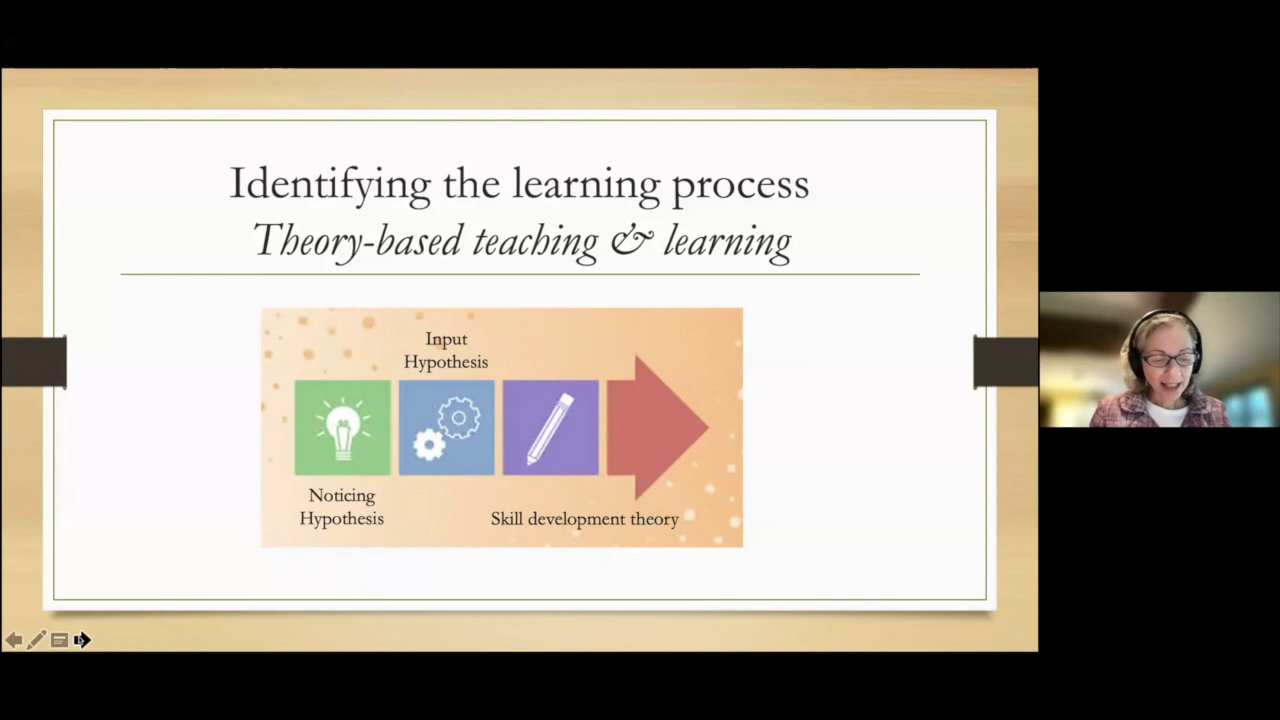 Identifying the learning process
Theory-based teaching & learning
Input
Hypothesis
Noticing
Hypothesis
Skill development theory